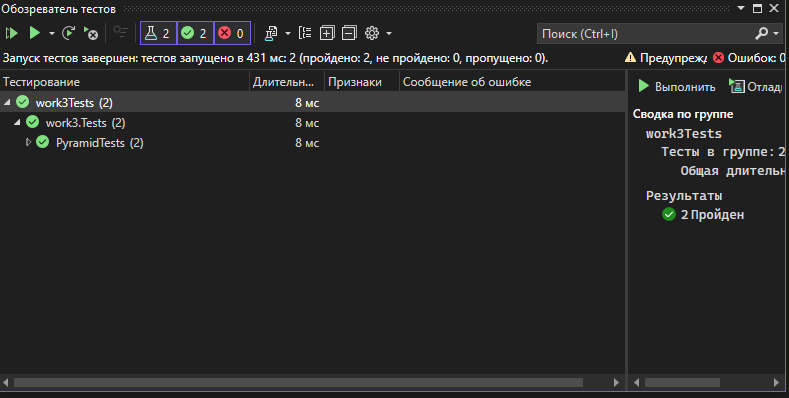 Обозреватель тестов
2 2 0
Поиск (Ctrl+I)
Запуск тестов завершен: тестов запущено в 431 мс: 2 (пройдено: 2, не пройдено: 0, пропущено: 0).
Предупрежд Ошибок: 0
Тестирование Длительн... Признаки Сообщение об ошибке
work3Tests (2) 8 мс
work3.Tests (2) 8 мс
PyramidTests (2) 8 мс
Выполнить Отлад
Сводка по группе
work3Tests
Тесты в группе: 2
Общая длительн
Результаты
2 Пройден